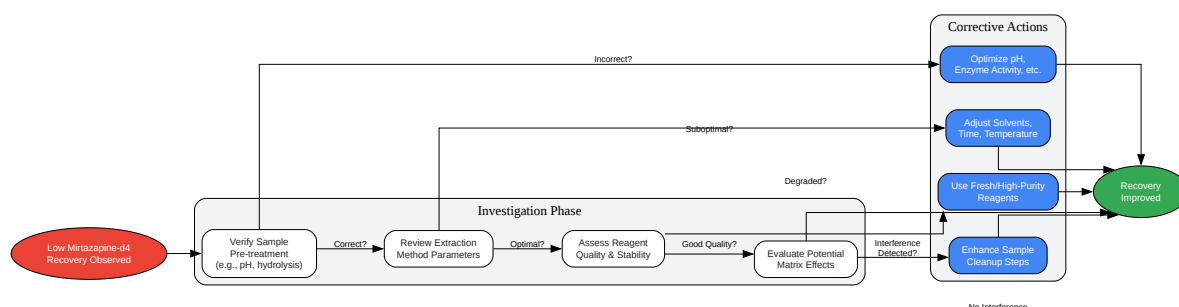 Corrective Actions
Optimize pH,
Enzyme Activity, etc.
Incorrect?
Adjust Solvents,
Time, Temperature
Suboptimal?
Degraded?
Use Fresh/High-Purity
Reagents
Recovery
Improved
Investigation Phase
Low Mirtazapine-d4
Recovery Observed
Verify Sample
Pre-treatment
(e.g., pH, hydrolysis)
Correct?
Review Extraction
Method Parameters
Optimal?
Assess Reagent
Quality & Stability
Good Quality?
Evaluate Potential
Matrix Effects
Interference
Detected?
Enhance Sample
Cleanup Steps
No Interference